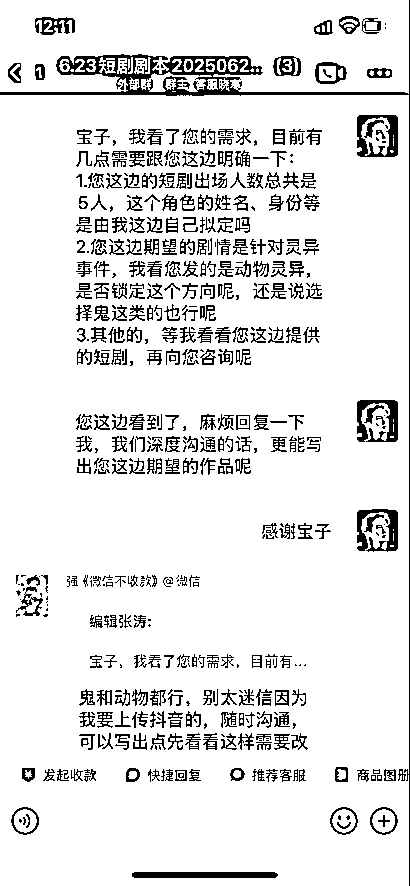 12:11
1
6.23短剧剧本2025062... (3)
外部群 群主:客服晓寒
宝子，我看了您的需求，目前有
几点需要跟您这边明确一下：
1.您这边的短剧出场人数总共是
5人，这个角色的姓名、身份等
是由我这边自己拟定吗
2.您这边期望的剧情是针对灵异
事件，我看您发的是动物灵异，
是否锁定这个方向呢，还是说选
择鬼这类的也行呢
3.其他的，等我看看您这边提供
的短剧，再向您咨询呢
您这边看到了，麻烦回复一下
我，我们深度沟通的话，更能写
出您这边期望的作品呢
感谢宝子
强《微信不收款》@微信
编辑张涛:
宝子，我看了您的需求，目前有...
鬼和动物都行，别太迷信因为
我要上传抖音的，随时沟通，
可以写出点先看看这样需要改
发起收款 快捷回复 推荐客服 商品图册